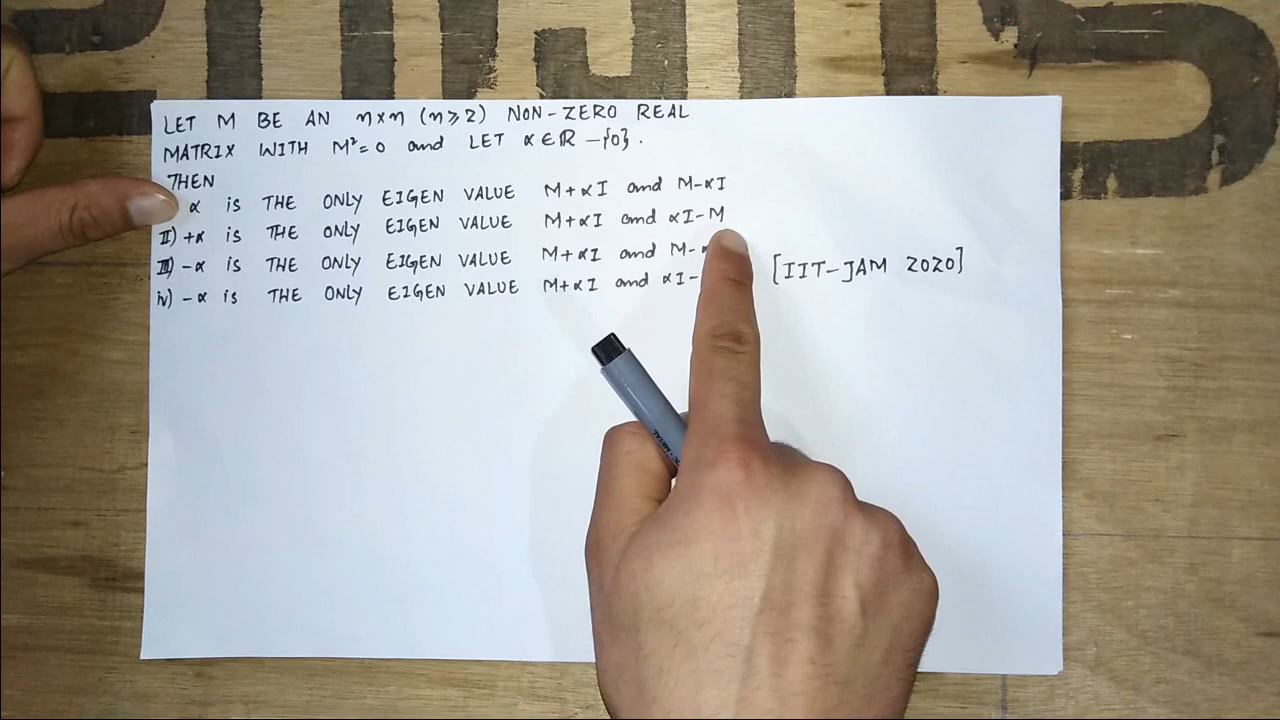 LET M BE AN n×n (n≥2) NON-ZERO REAL
MATRIX WITH M²=0 and LET α∈ℝ-{0}.
THEN
α is THE ONLY EIGEN VALUE M+αI and M-αI
II) +α is THE ONLY EIGEN VALUE M+αI and αI-M
III) -α is THE ONLY EIGEN VALUE M+αI and M-
iv) -α is THE ONLY EIGEN VALUE M+αI and αI-
[IIT-JAM 2020]